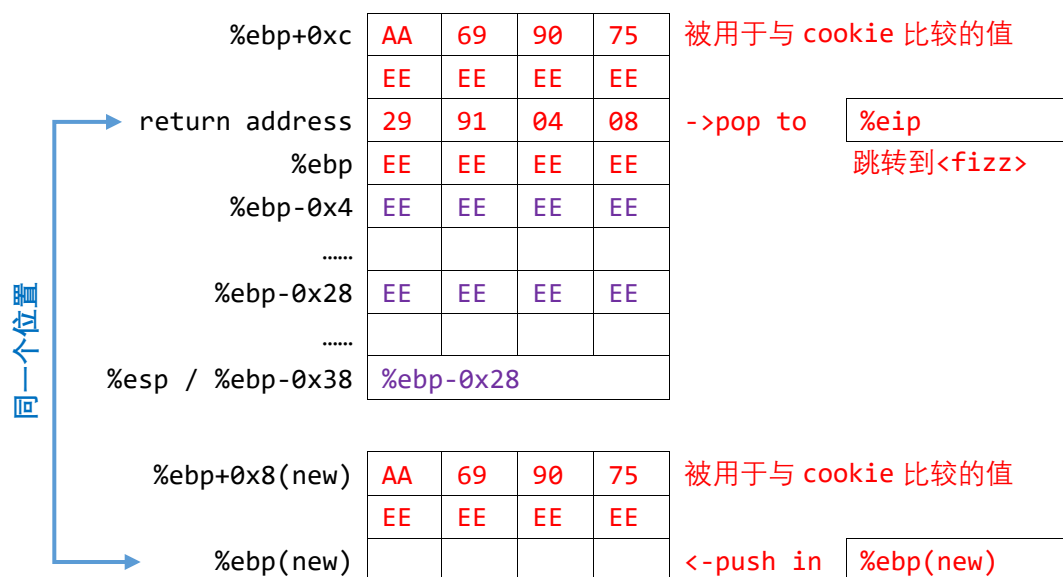 %ebp+0xc AA 69 90 75 被用于与 cookie 比较的值
EE EE EE EE
return address 29 91 04 08 ->pop to %eip
%ebp EE EE EE EE 跳转到<fizz>
%ebp-0x4 EE EE EE EE
……
%ebp-0x28 EE EE EE EE
……
%esp / %ebp-0x38 %ebp-0x28
同一个位置
%ebp+0x8(new) AA 69 90 75 被用于与 cookie 比较的值
EE EE EE EE
%ebp(new) <-push in %ebp(new)